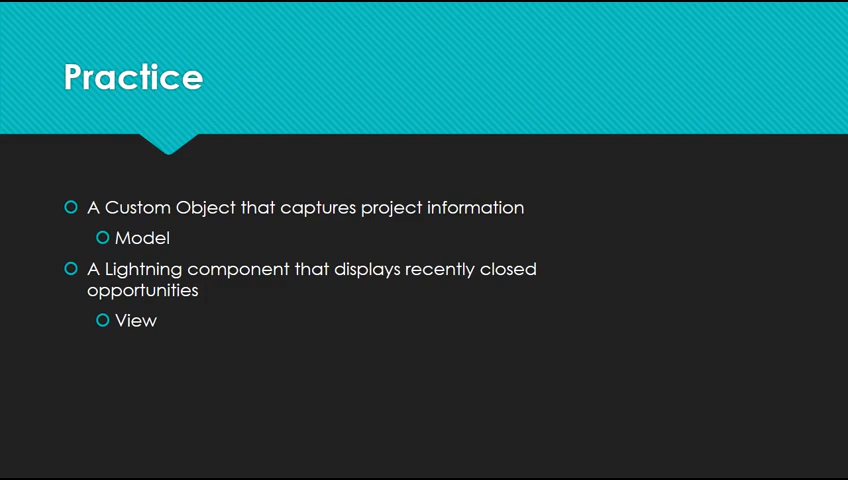 Practice
A Custom Object that captures project information
Model
A Lightning component that displays recently closed
opportunities
View